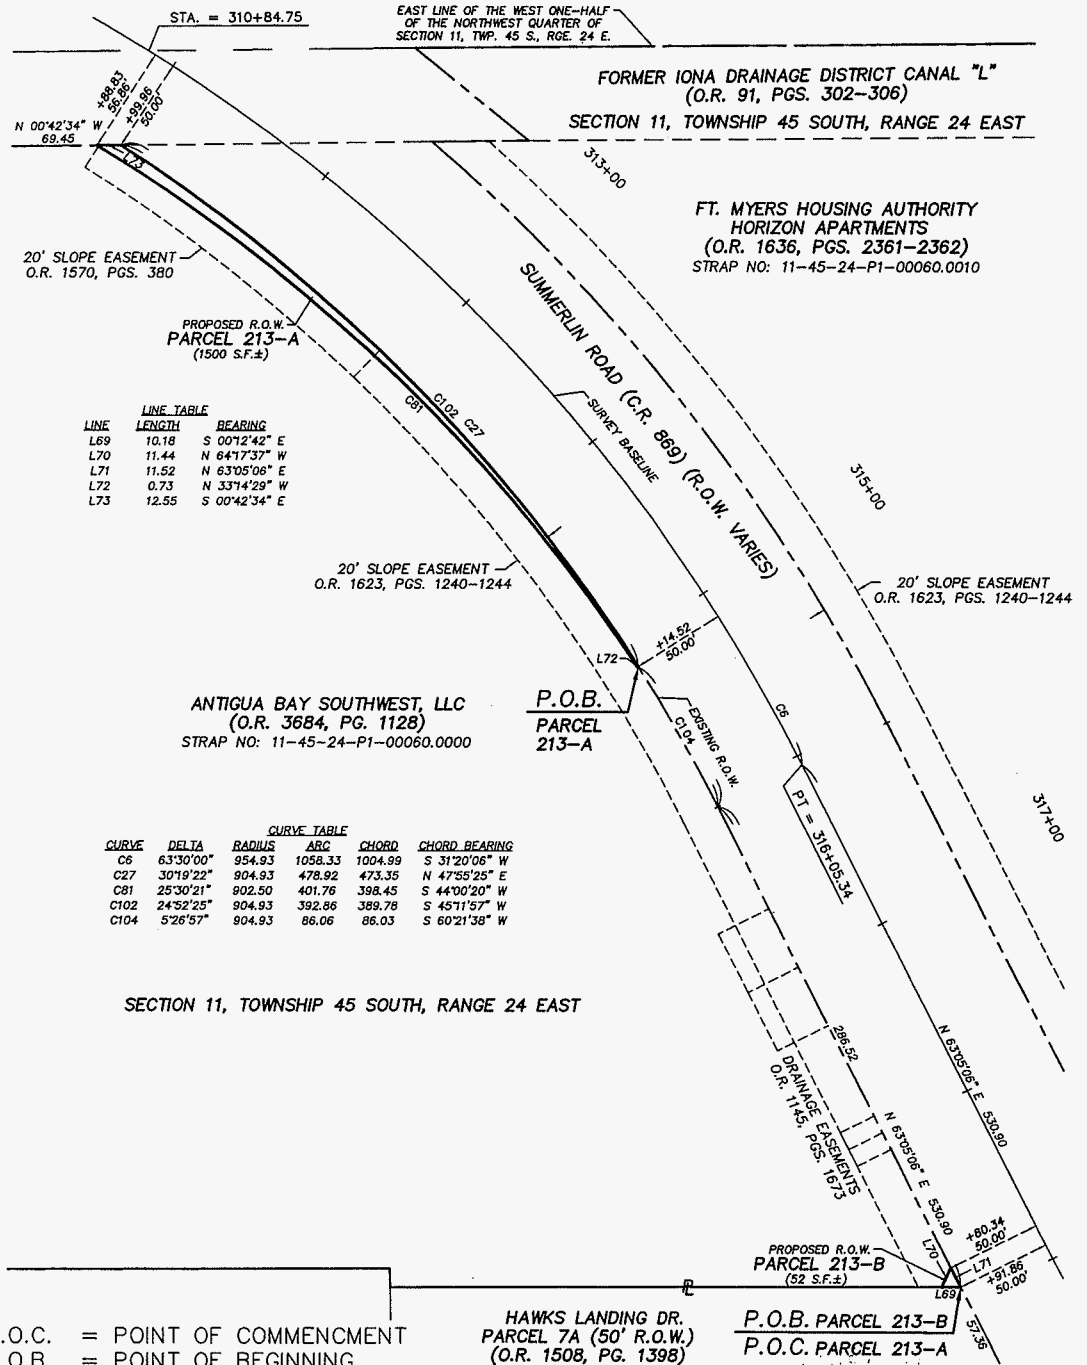 STA. = 310+84.75
EAST LINE OF THE WEST ONE-HALF
OF THE NORTHWEST QUARTER OF
SECTION 11, TWP. 45 S., RGE. 24 E.
FORMER IONA DRAINAGE DISTRICT CANAL "L"
(O.R. 91, PGS. 302-306)
SECTION 11, TOWNSHIP 45 SOUTH, RANGE 24 EAST
+88.83
56.86'
+99.96
50.00'
N 00°42'34" W
69.45
L73
313+00
FT. MYERS HOUSING AUTHORITY
HORIZON APARTMENTS
(O.R. 1636, PGS. 2361-2362)
STRAP NO: 11-45-24-P1-00060.0010
20' SLOPE EASEMENT
O.R. 1570, PGS. 380
PROPOSED R.O.W.
PARCEL 213-A
(1500 S.F.±)
SUMMERLIN ROAD (C.R. 869) (R.O.W. VARIES)
SURVEY BASELINE
C81
C102
C27
LINE TABLE
LINE LENGTH BEARING
L69 10.18 S 00°12'42" E
L70 11.44 N 64°17'37" W
L71 11.52 N 63°05'06" E
L72 0.73 N 33°14'29" W
L73 12.55 S 00°42'34" E
315+00
20' SLOPE EASEMENT
O.R. 1623, PGS. 1240-1244
20' SLOPE EASEMENT
O.R. 1623, PGS. 1240-1244
+14.52
50.00'
L72
ANTIGUA BAY SOUTHWEST, LLC
(O.R. 3684, PG. 1128)
STRAP NO: 11-45-24-P1-00060.0000
P.O.B.
PARCEL
213-A
EXISTING R.O.W.
C104
C6
PT = 316+05.34
317+00
CURVE TABLE
CURVE DELTA RADIUS ARC CHORD CHORD BEARING
C6 63°30'00" 954.93 1058.33 1004.99 S 31°20'06" W
C27 30°19'22" 904.93 478.92 473.35 N 47°55'25" E
C81 25°30'21" 902.50 401.76 398.45 S 44°00'20" W
C102 24°52'25" 904.93 392.86 389.78 S 45°11'57" W
C104 5°26'57" 904.93 86.06 86.03 S 60°21'38" W
SECTION 11, TOWNSHIP 45 SOUTH, RANGE 24 EAST
286.52
DRAINAGE EASEMENTS
O.R. 1145, PGS. 1673
N 63°05'06" E 530.90
N 63°05'06" E 530.90
+80.34
50.00'
L70
L71
+91.86
50.00'
PROPOSED R.O.W.
PARCEL 213-B
(52 S.F.±)
L69
57.36
PL
HAWKS LANDING DR.
PARCEL 7A (50' R.O.W.)
(O.R. 1508, PG. 1398)
P.O.B. PARCEL 213-B
P.O.C. PARCEL 213-A
.O.C. = POINT OF COMMENCMENT
.O.B. = POINT OF BEGINNING